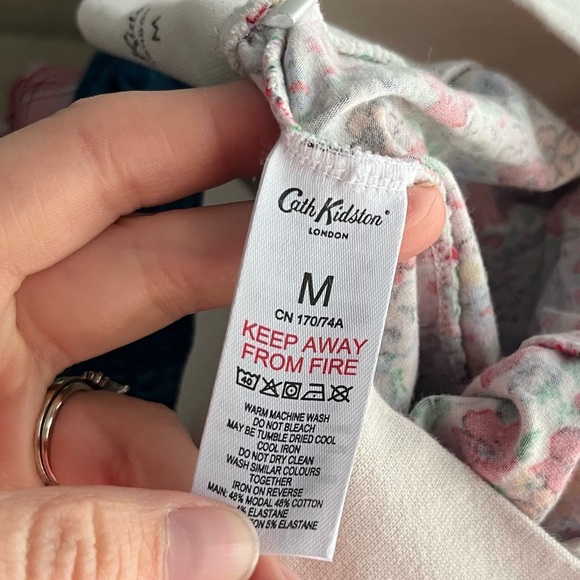 M
Cath Kidston®
LONDON
M
CN 170/74A
KEEP AWAY
FROM FIRE
40
WARM MACHINE WASH
DO NOT BLEACH
MAY BE TUMBLE DRIED COOL
COOL IRON
DO NOT DRY CLEAN
WASH SIMILAR COLOURS
TOGETHER
IRON ON REVERSE
MAIN: 48% MODAL 48% COTTON
4% ELASTANE
5% ELASTANE